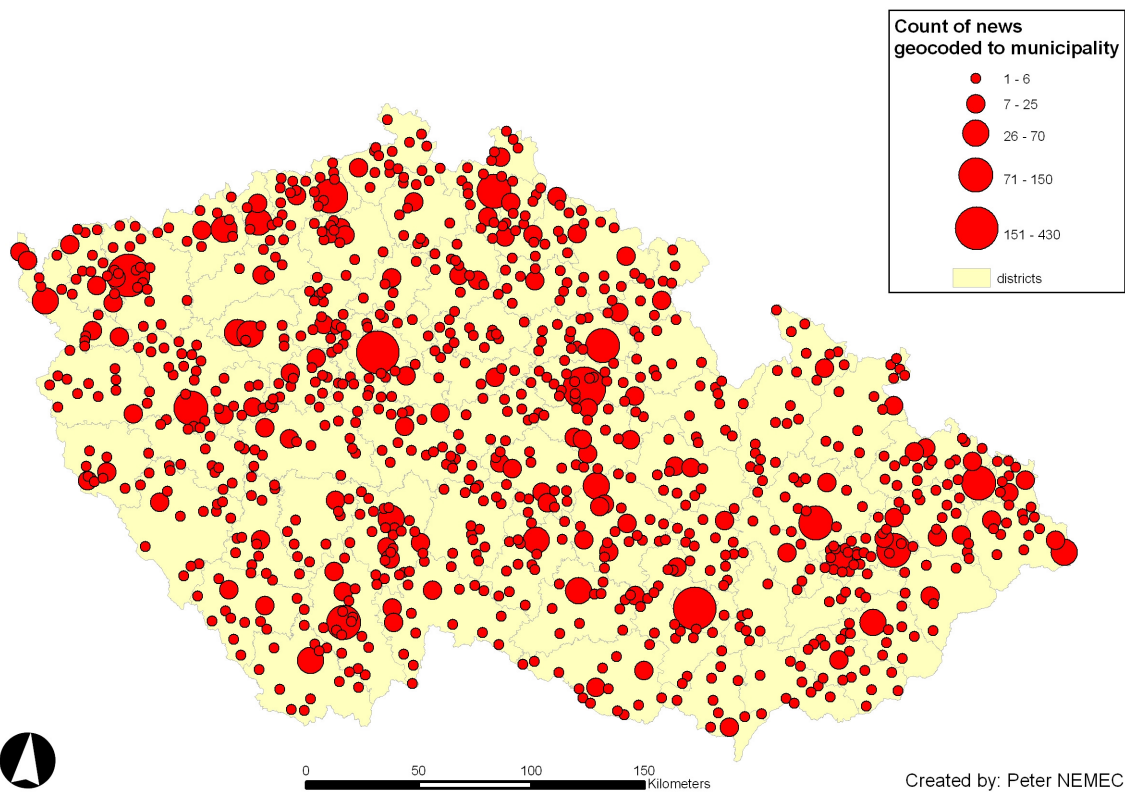 Count of news
geocoded to municipality
1 - 6
7 - 25
26 - 70
71 - 150
151 - 430
districts
0 50 100 150
Kilometers
Created by: Peter NEMEC